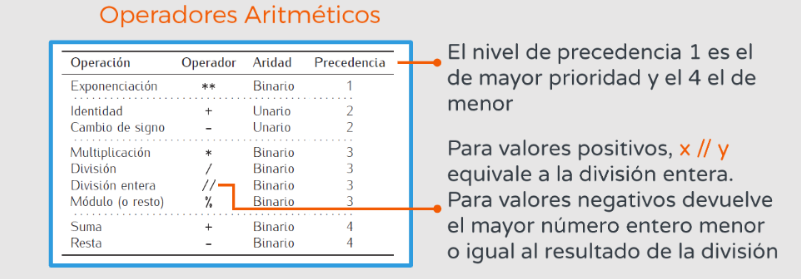 Operadores Aritméticos
Operación Operador Aridad Precedencia
Exponenciación ** Binario 1
Identidad + Unario 2
Cambio de signo – Unario 2
Multiplicación * Binario 3
División / Binario 3
División entera // Binario 3
Módulo (o resto) % Binario 3
Suma + Binario 4
Resta – Binario 4
El nivel de precedencia 1 es el
de mayor prioridad y el 4 el de
menor
Para valores positivos, x // y
equivale a la división entera.
Para valores negativos devuelve
el mayor número entero menor
o igual al resultado de la división